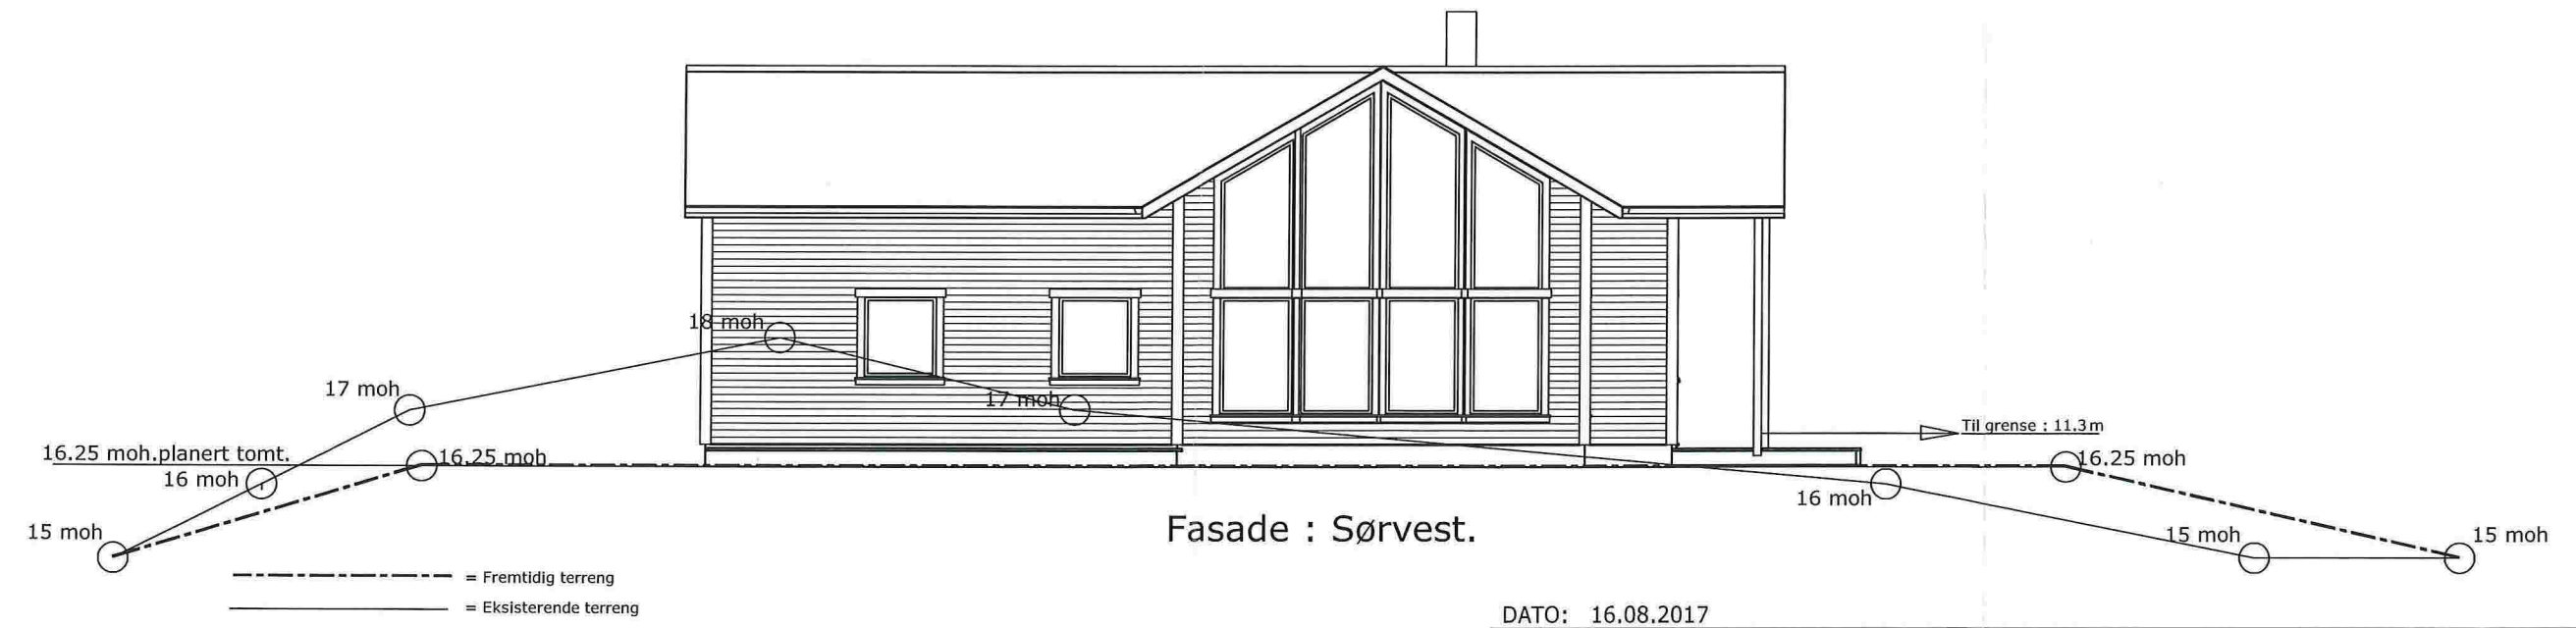 18 moh
17 moh
17 moh
Til grense : 11.3 m
16.25 moh.planert tomt.
16.25 moh
16.25 moh
16 moh
16 moh
Fasade : Sørvest.
15 moh
15 moh
15 moh
= Fremtidig terreng
= Eksisterende terreng
DATO: 16.08.2017